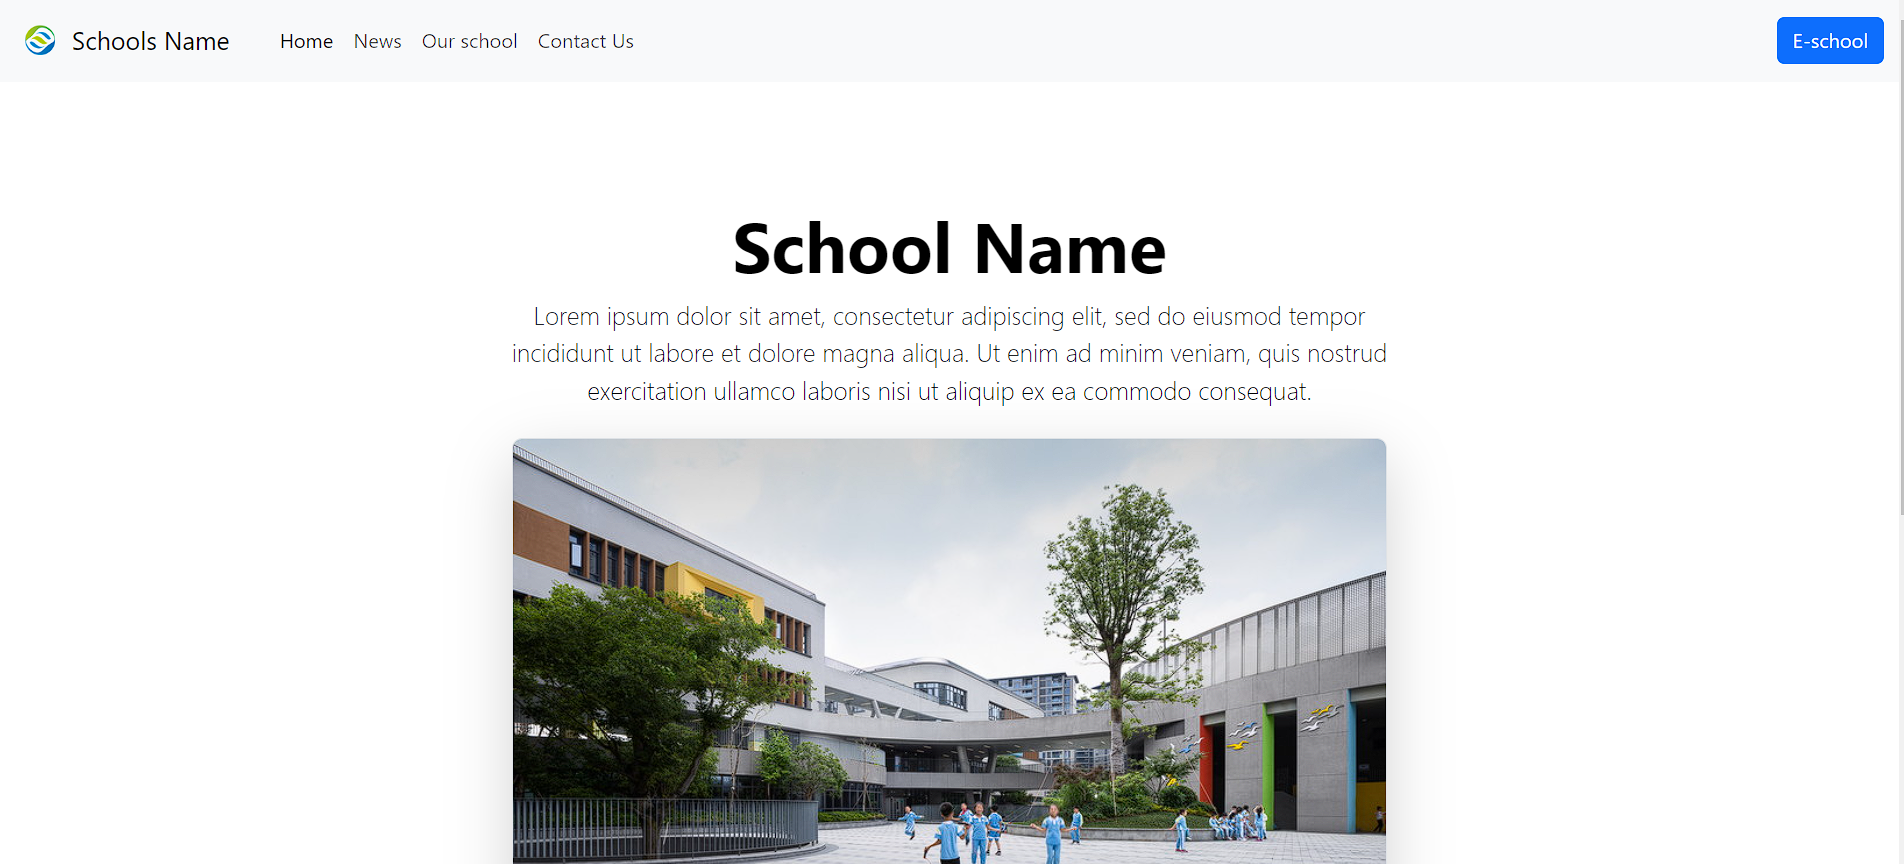 Schools Name
Home
News
Our school
Contact Us
E-school
School Name
Lorem ipsum dolor sit amet, consectetur adipiscing elit, sed do eiusmod tempor
incididunt ut labore et dolore magna aliqua. Ut enim ad minim veniam, quis nostrud
exercitation ullamco laboris nisi ut aliquip ex ea commodo consequat.